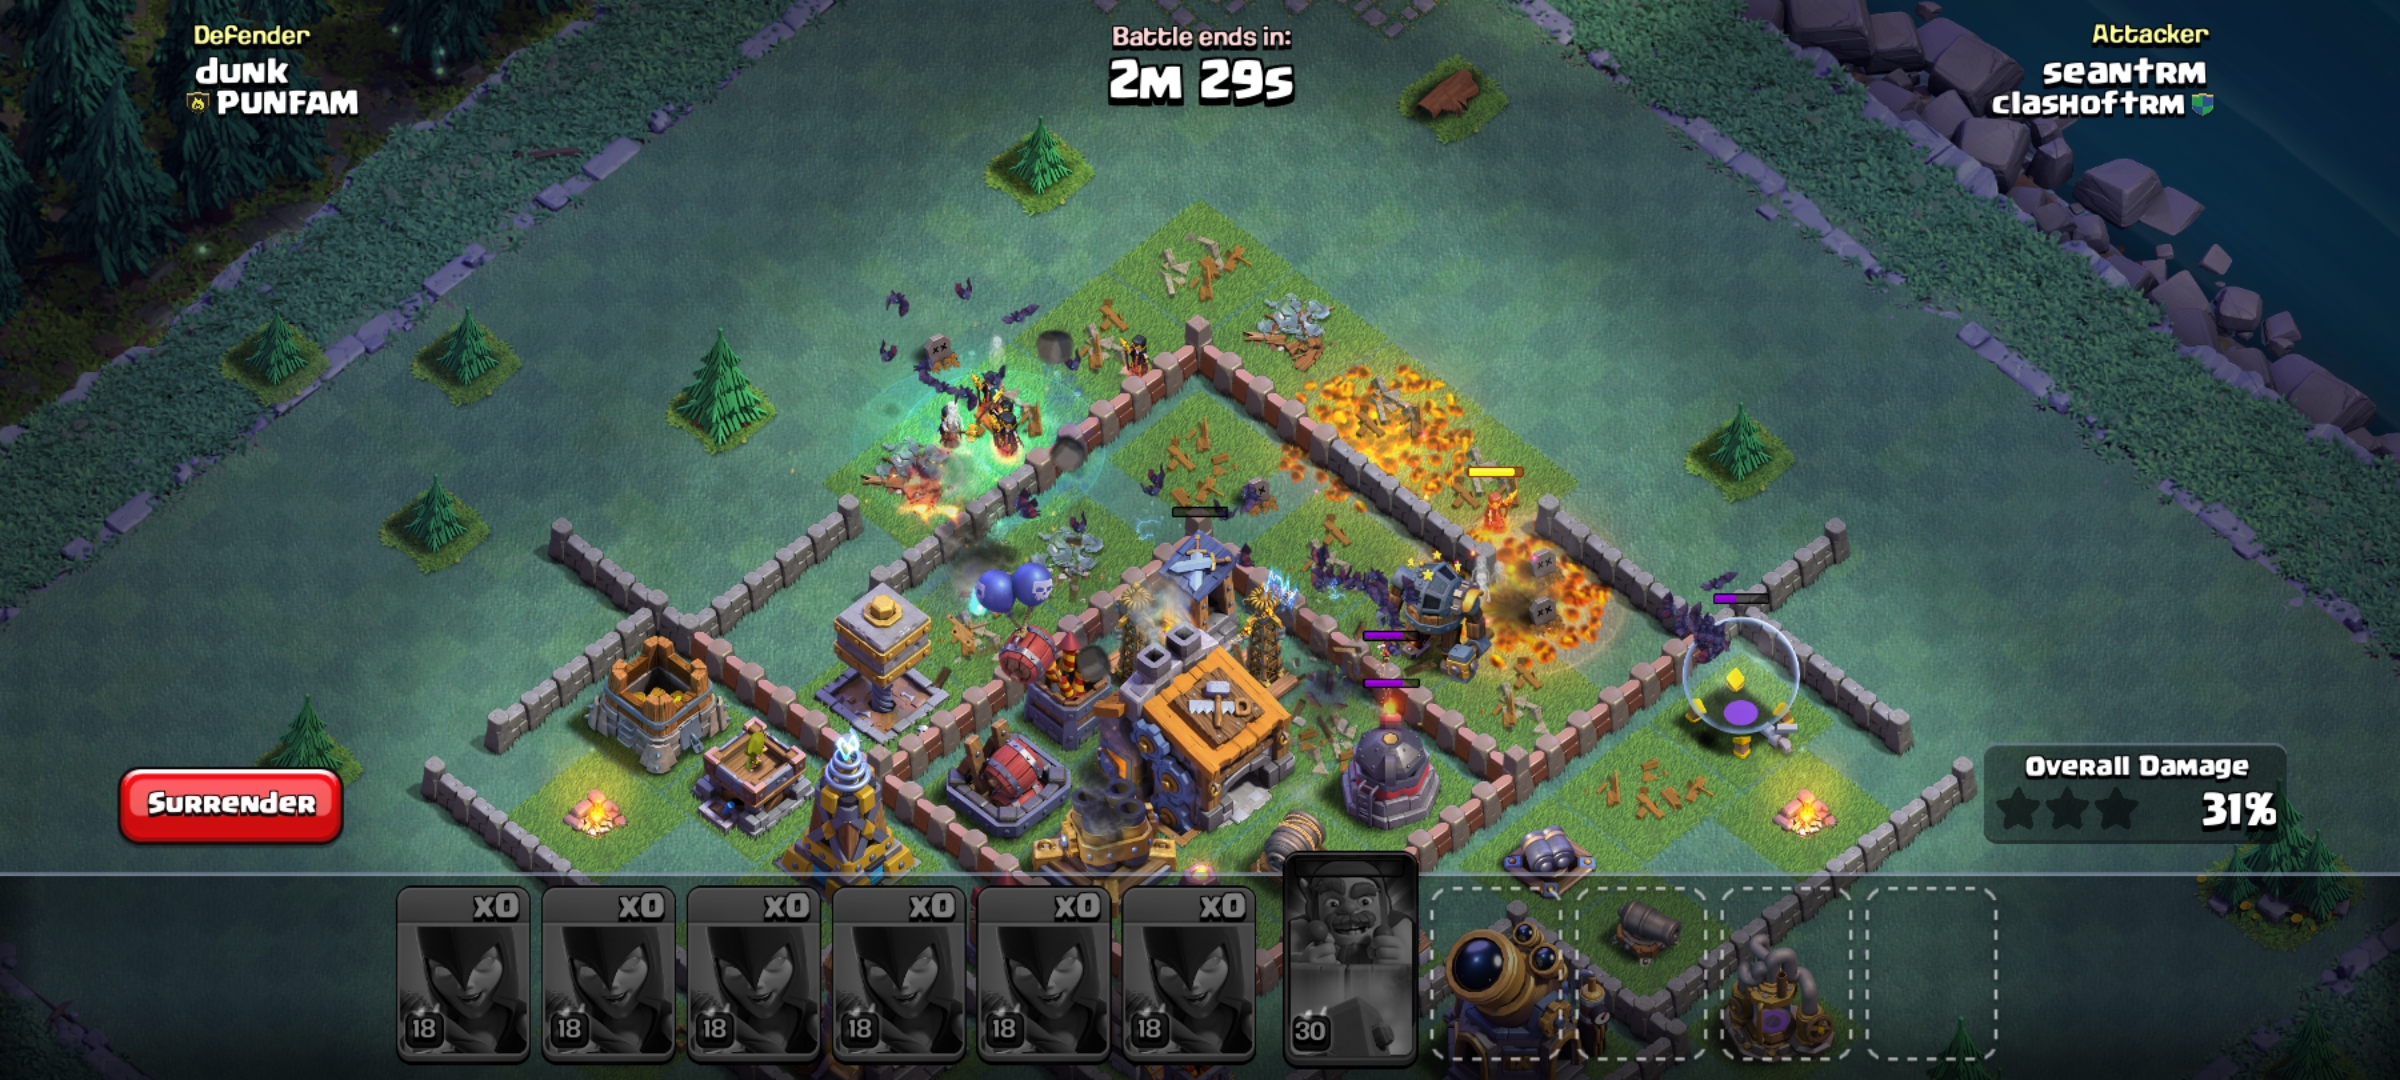 Defender
dunk
PUNFAM
Battle ends in:
2M 29s
Attacker
seantRM
clashoftRM
Surrender
Overall Damage
31%
x0
x0
x0
x0
x0
x0
18
18
18
18
18
18
30